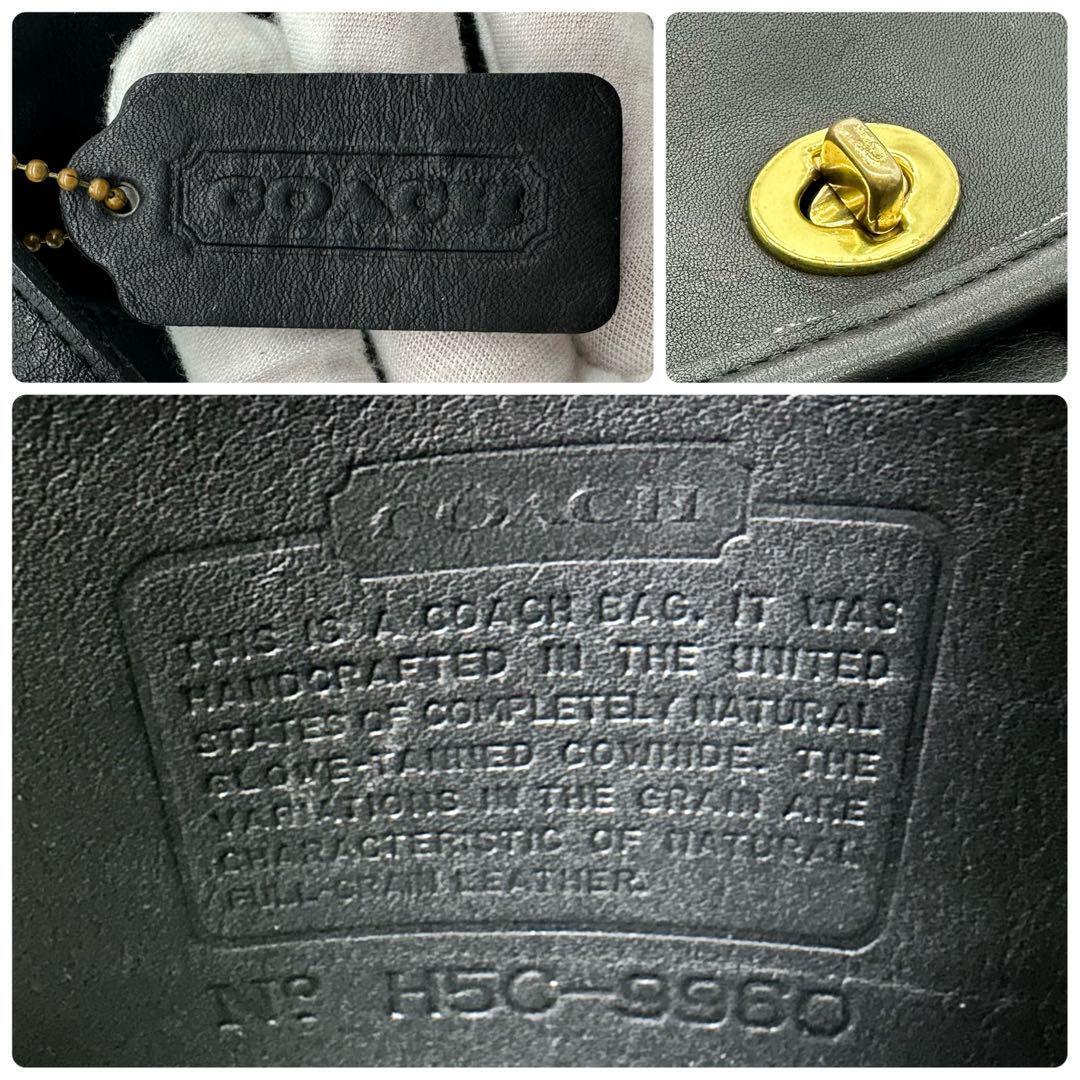 COACH
COACH
THIS IS A COACH BAG. IT WAS
HANDCRAFTED IN THE UNITED
STATES OF COMPLETELY NATURAL
GLOVE-TANNED COWHIDE. THE
VARIATIONS IN THE GRAIN ARE
CHARACTERISTIC OF NATURAL
FULL-GRAIN LEATHER.
No H5C-9960